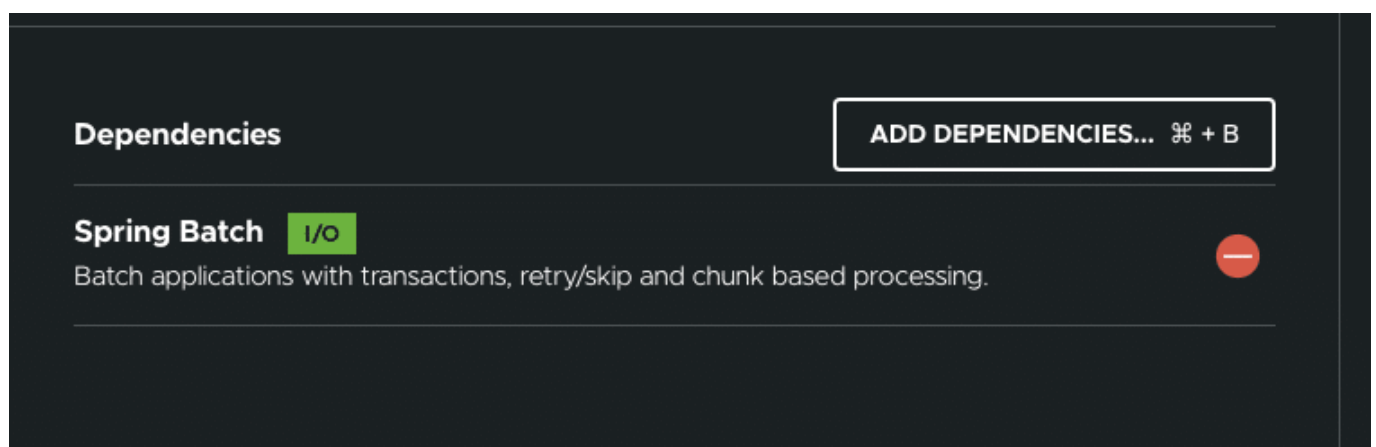 Dependencies
ADD DEPENDENCIES... ⌘ + B
Spring Batch I/O
Batch applications with transactions, retry/skip and chunk based processing.